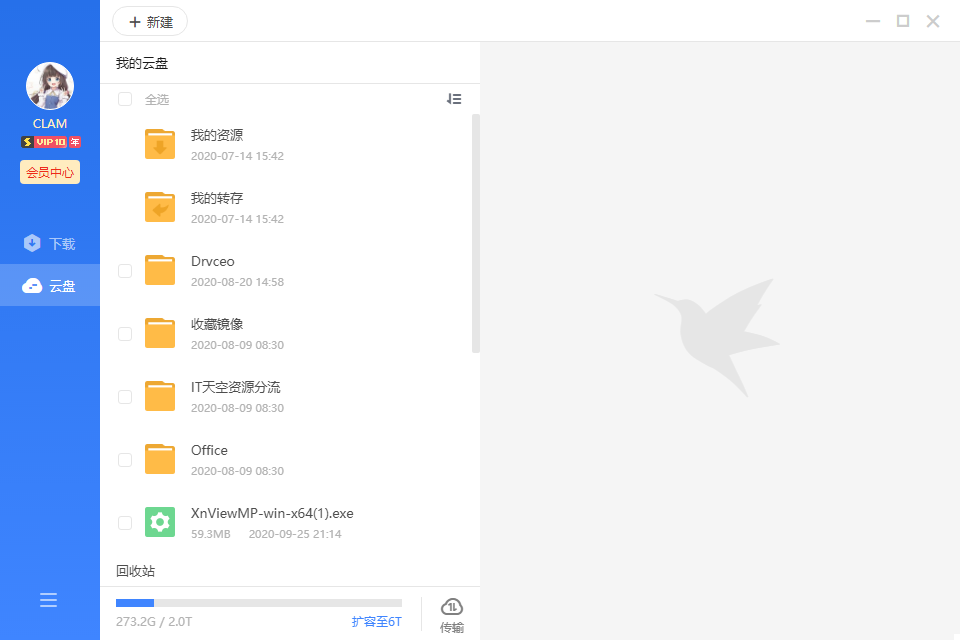 新建
我的云盘
全选
CLAM
VIP10 年
会员中心
下载
云盘
我的资源
2020-07-14 15:42
我的转存
2020-07-14 15:42
Drvceo
2020-08-20 14:58
收藏镜像
2020-08-09 08:30
IT天空资源分流
2020-08-09 08:30
Office
2020-08-09 08:30
XnViewMP-win-x64(1).exe
59.3MB 2020-09-25 21:14
回收站
273.2G / 2.0T 扩容至6T
传输